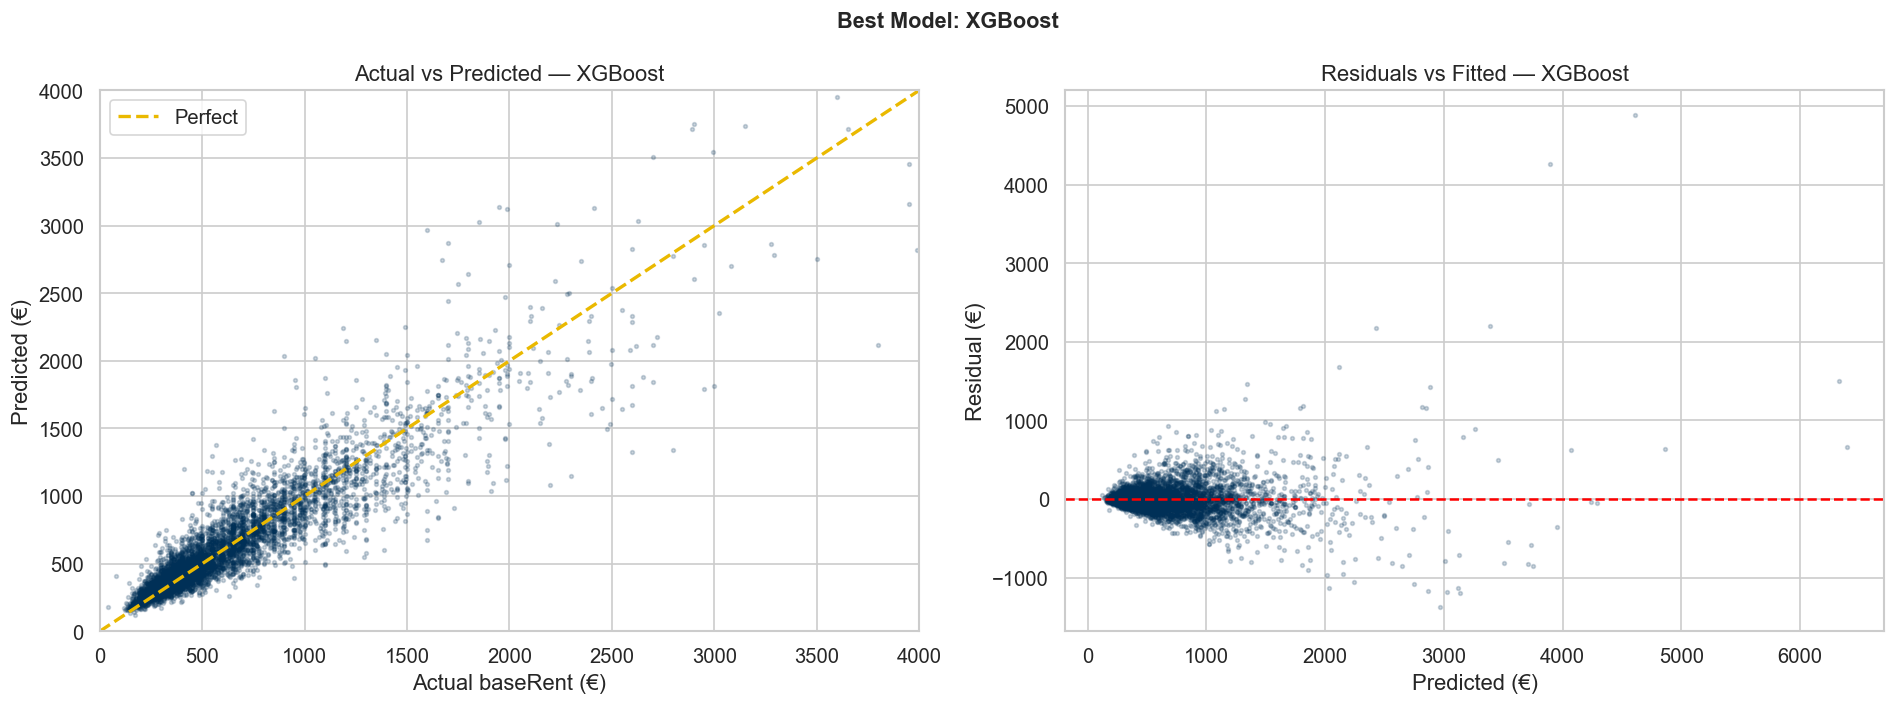 Best Model: XGBoost
Actual vs Predicted — XGBoost
4000
3500
3000
2500
2000
1500
1000
500
0
Predicted (€)
Perfect
0 500 1000 1500 2000 2500 3000 3500 4000
Actual baseRent (€)
Residuals vs Fitted — XGBoost
5000
4000
3000
2000
1000
0
−1000
Residual (€)
0 1000 2000 3000 4000 5000 6000
Predicted (€)